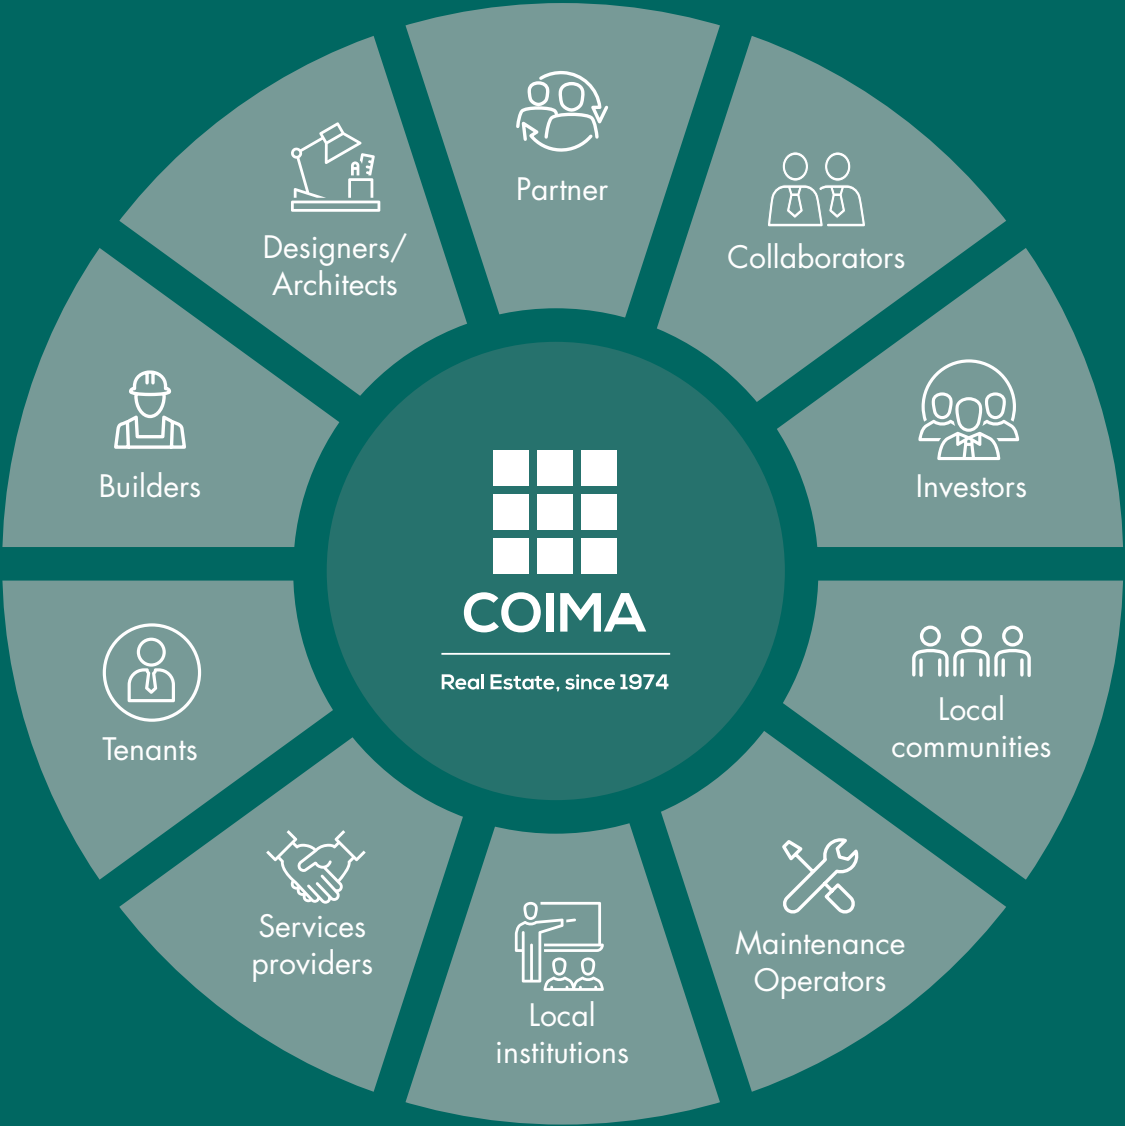 Partner
Collaborators
Investors
Local
communities
Maintenance
Operators
Local
institutions
Services
providers
Tenants
Builders
Designers/
Architects
COIMA
Real Estate, since 1974